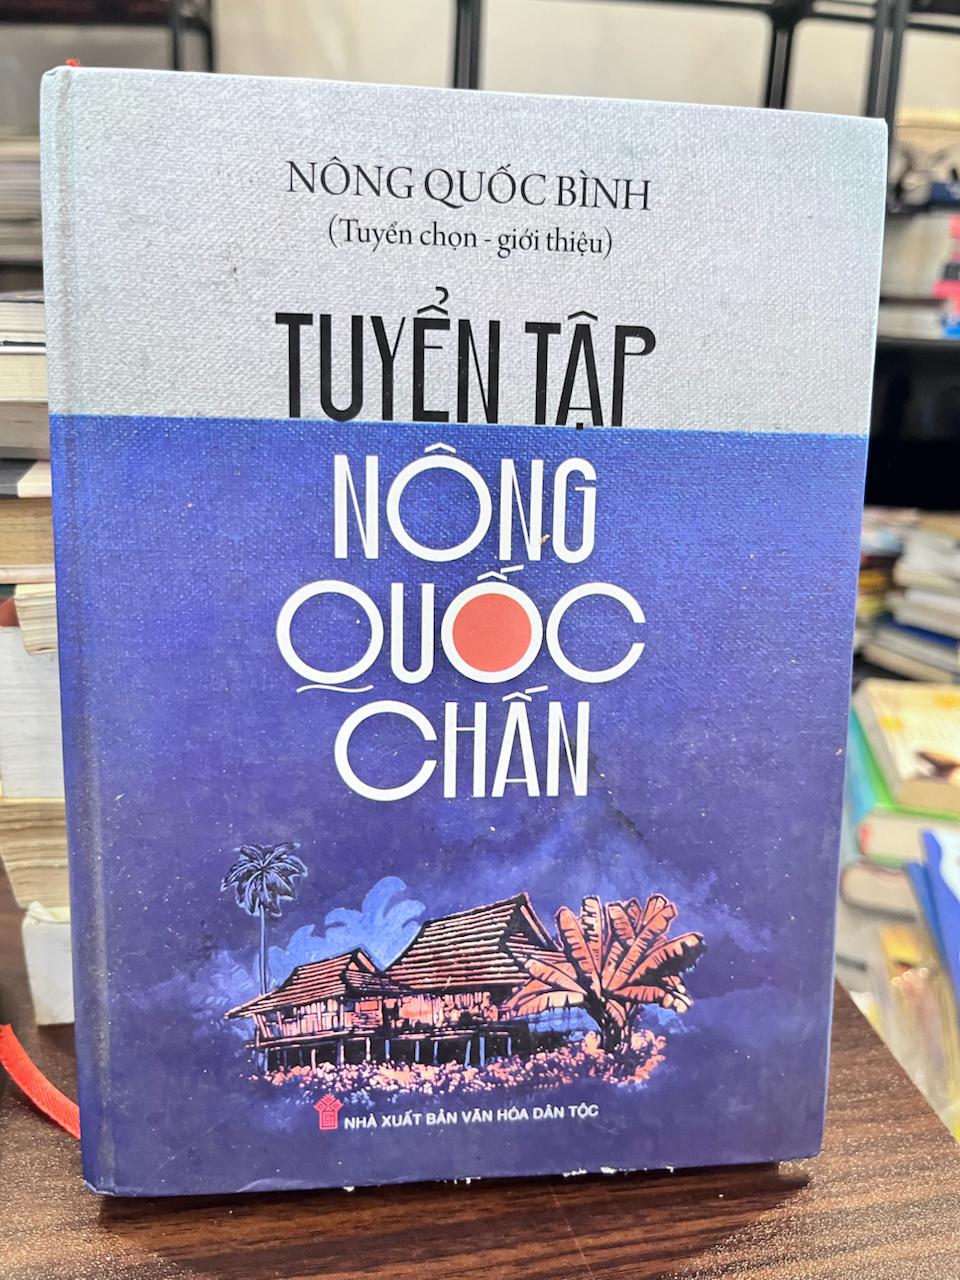 NÔNG QUỐC BÌNH
(Tuyển chọn - giới thiệu)
TUYỂN TẬP
NÔNG
QUỐC
CHẤN
NHÀ XUẤT BẢN VĂN HÓA DÂN TỘC